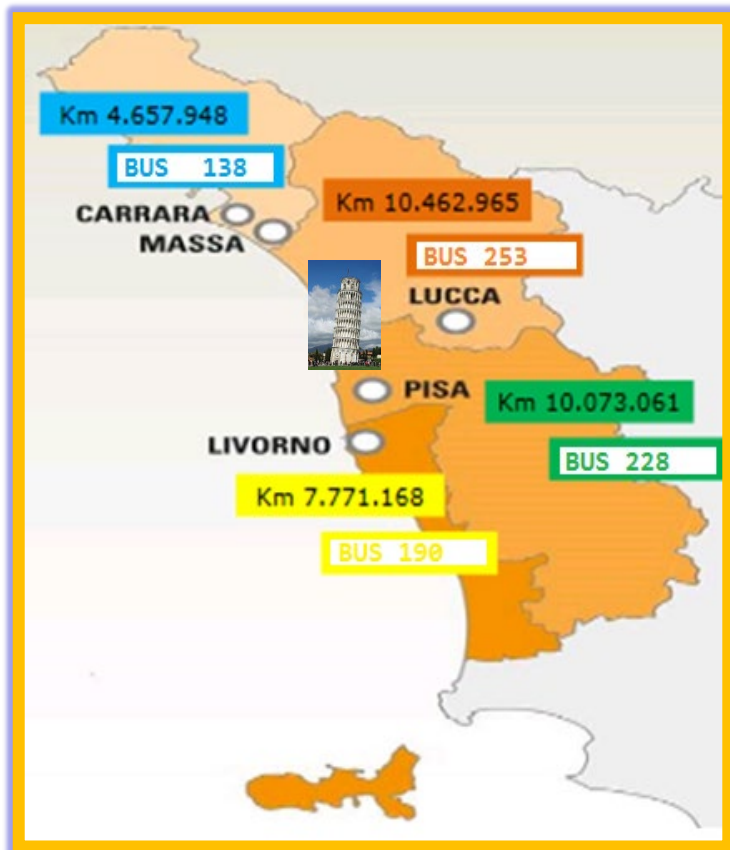 Km 4.657.948
BUS 138
CARRARA
MASSA
Km 10.462.965
BUS 253
LUCCA
PISA
Km 10.073.061
LIVORNO
BUS 228
Km 7.771.168
BUS 190